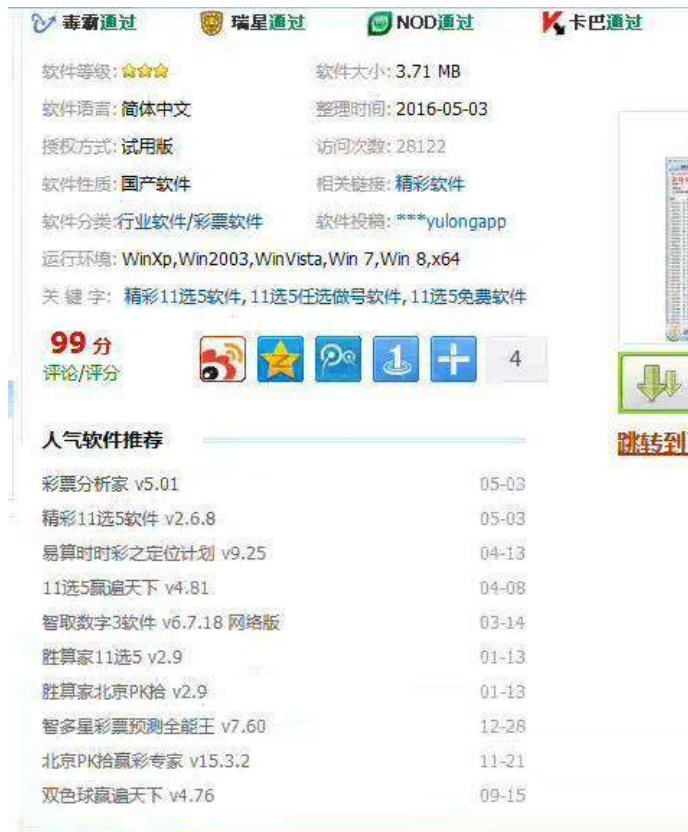 毒霸通过 瑞星通过 NOD通过 卡巴通过
软件等级: 软件大小: 3.71 MB
软件语言: 简体中文 整理时间: 2016-05-03
授权方式: 试用版 访问次数: 28122
软件性质: 国产软件 相关链接: 精彩软件
软件分类:行业软件/彩票软件 软件投稿: ***yulongapp
运行环境: WinXp,Win2003,WinVista,Win 7,Win 8,x64
关 键 字: 精彩11选5软件,11选5任选做号软件,11选5免费软件
99 分
评论/评分
4
跳转到
人气软件推荐
彩票分析家 v5.01 05-03
精彩11选5软件 v2.6.8 05-03
易算时时彩之定位计划 v9.25 04-13
11选5赢遍天下 v4.81 04-08
智取数字3软件 v6.7.18 网络版 03-14
胜算家11选5 v2.9 01-13
胜算家北京PK拾 v2.9 01-13
智多星彩票预测全能王 v7.60 12-28
北京PK拾赢彩专家 v15.3.2 11-21
双色球赢遍天下 v4.76 09-15